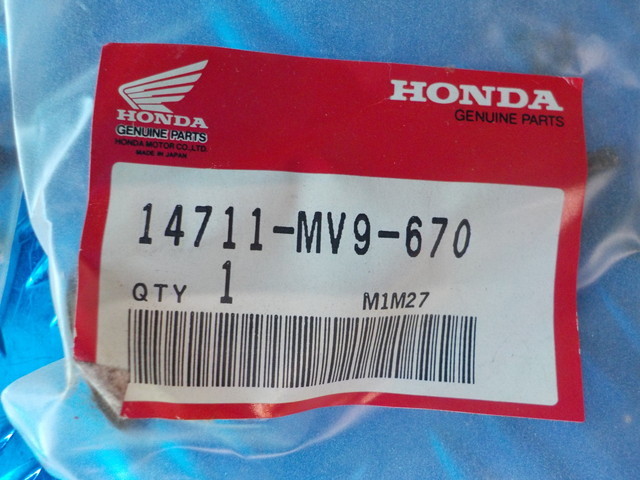 HONDA
GENUINE PARTS
HONDA MOTOR CO.,LTD.
MADE IN JAPAN
HONDA
GENUINE PARTS
14711-MV9-670
QTY 1
M1M27